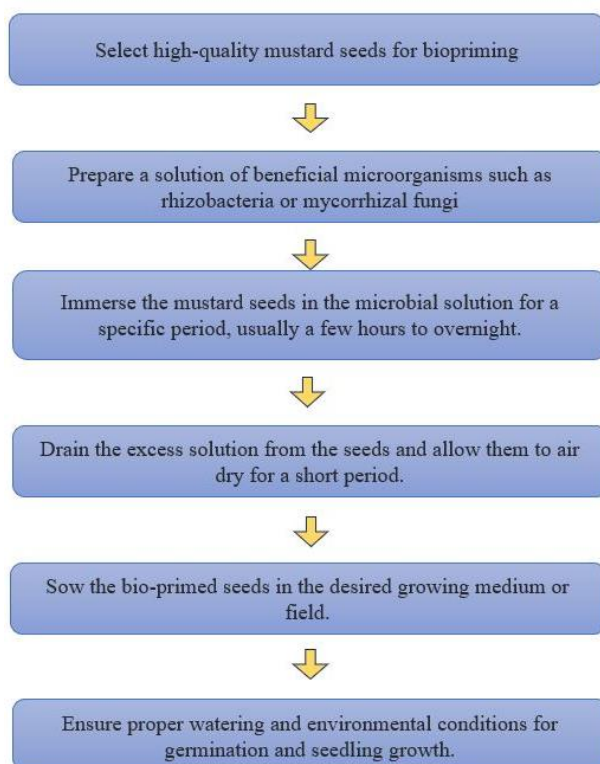 Select high-quality mustard seeds for biopriming
Prepare a solution of beneficial microorganisms such as
rhizobacteria or mycorrhizal fungi
Immerse the mustard seeds in the microbial solution for a
specific period, usually a few hours to overnight.
Drain the excess solution from the seeds and allow them to air
dry for a short period.
Sow the bio-primed seeds in the desired growing medium or
field.
Ensure proper watering and environmental conditions for
germination and seedling growth.